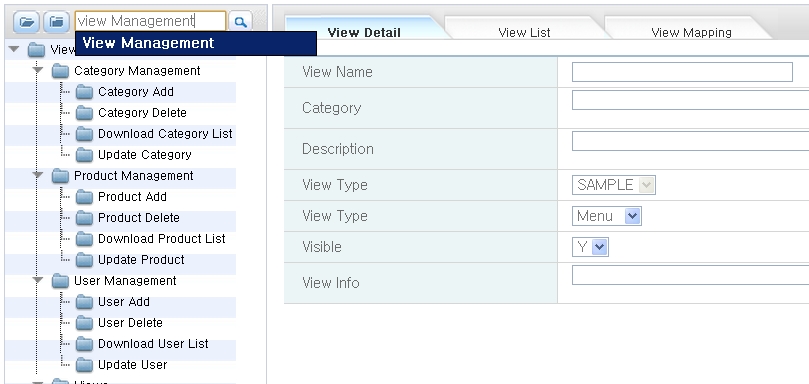 view Management
View Management
View
Category Management
Category Add
Category Delete
Download Category List
Update Category
Product Management
Product Add
Product Delete
Download Product List
Update Product
User Management
User Add
User Delete
Download User List
Update User
Views
View Detail
View List
View Mapping
View Name
Category
Description
View Type
SAMPLE
View Type
Menu
Visible
Y
View Info